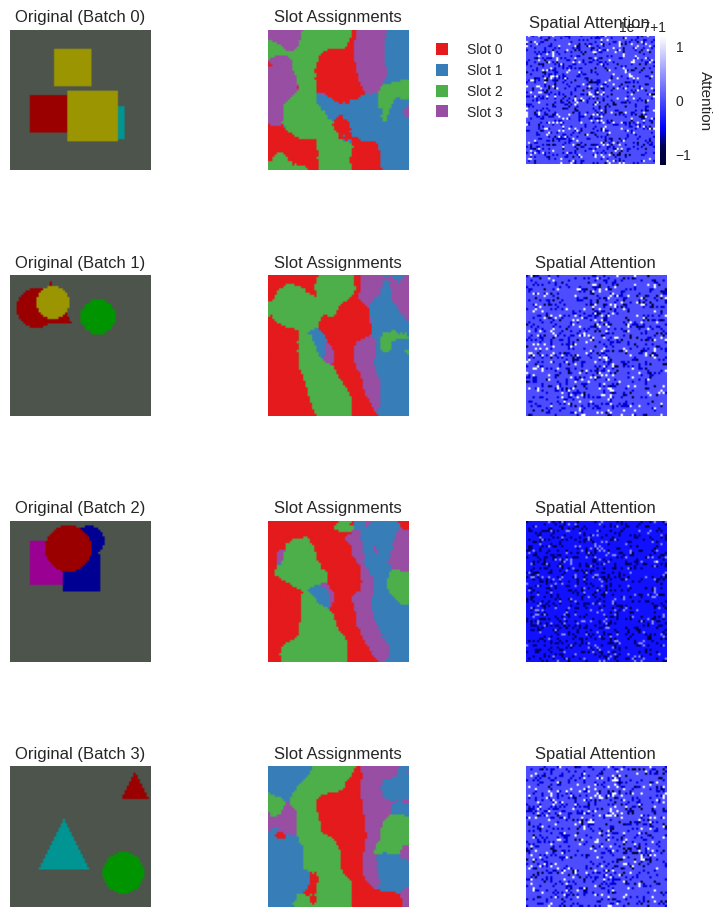 Original (Batch 0)
Slot Assignments
Spatial Attention
1e−7+1
Slot 0
Slot 1
Slot 2
Slot 3
1
0
−1
Attention
Original (Batch 1)
Slot Assignments
Spatial Attention
Original (Batch 2)
Slot Assignments
Spatial Attention
Original (Batch 3)
Slot Assignments
Spatial Attention